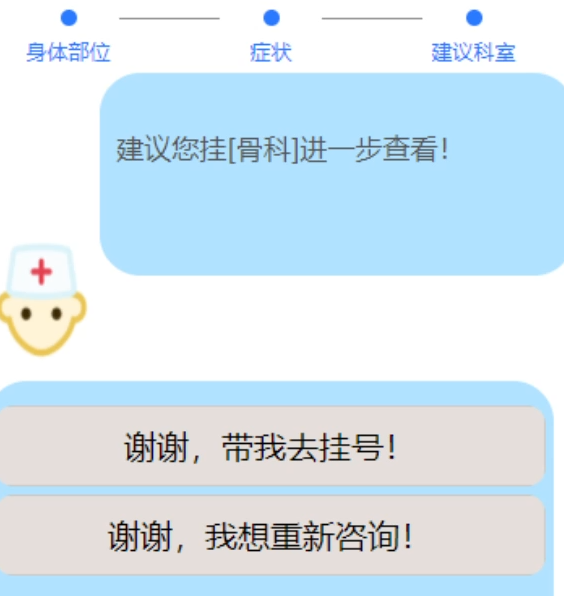 身体部位 症状 建议科室
建议您挂[骨科]进一步查看！
谢谢，带我去挂号！
谢谢，我想重新咨询！